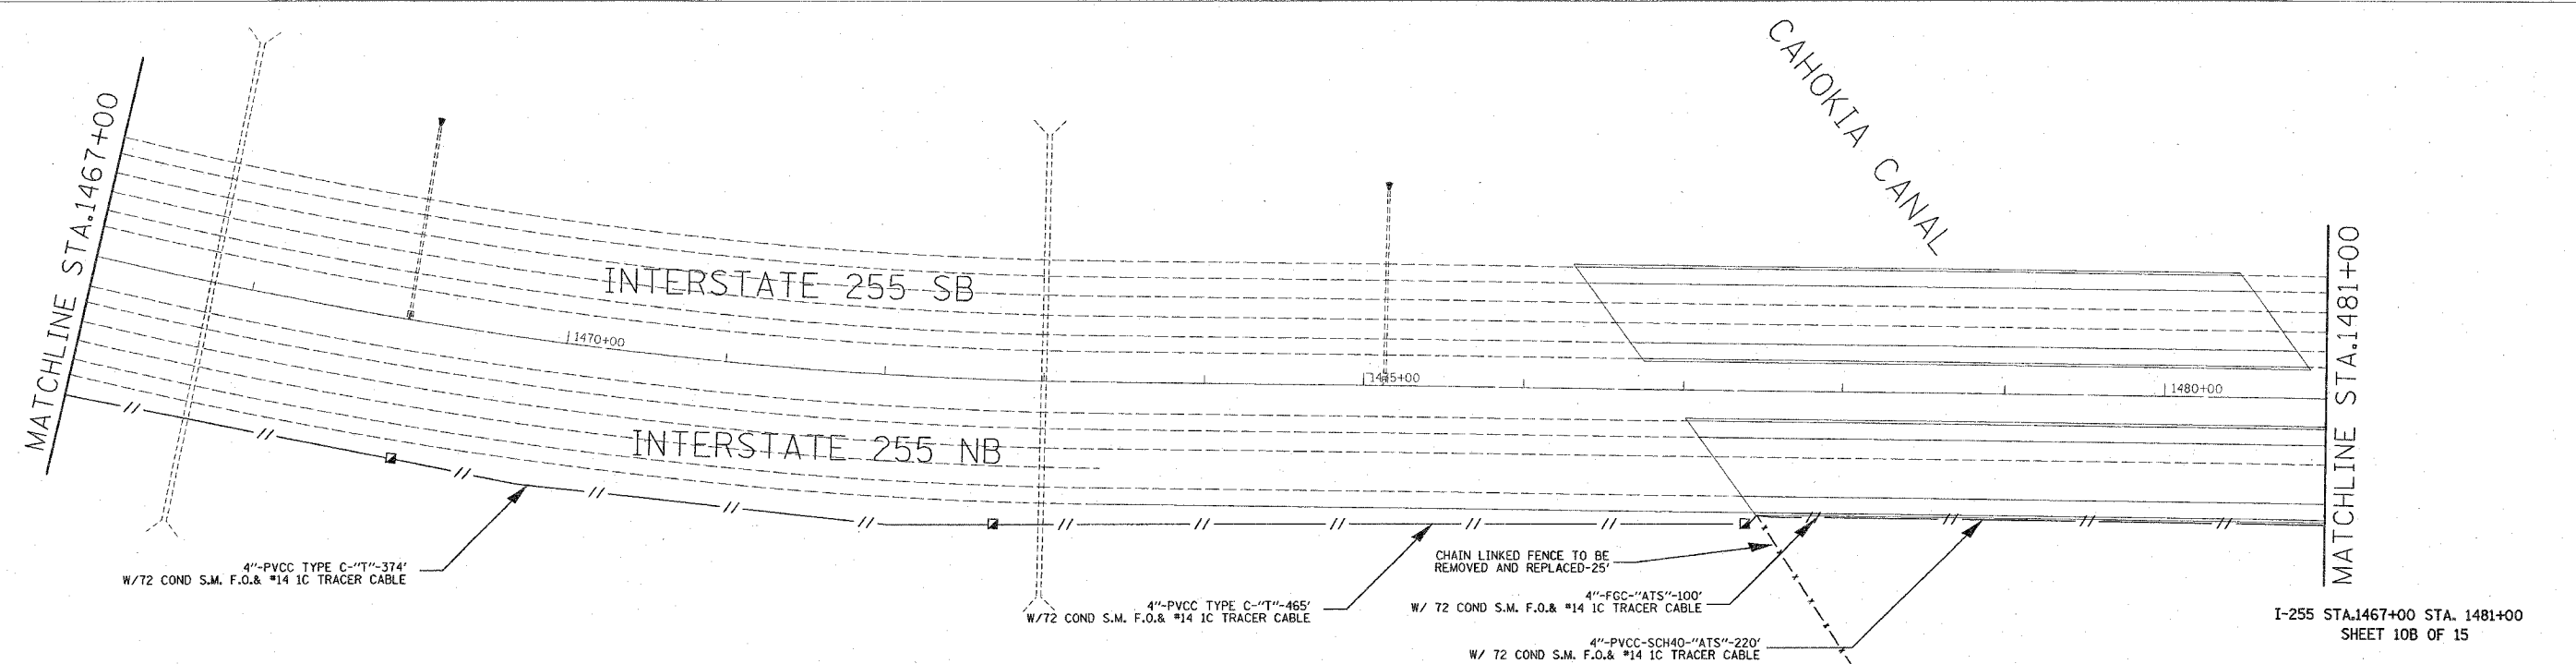 CAHOKIA CANAL
MATCHLINE STA.1467+00
INTERSTATE 255 SB
1470+00
1475+00
1480+00
MATCHLINE STA.1481+00
INTERSTATE 255 NB
4"-PVCC TYPE C-"T"-374'
W/72 COND S.M. F.O.& #14 1C TRACER CABLE
4"-PVCC TYPE C-"T"-465'
W/72 COND S.M. F.O.& #14 1C TRACER CABLE
CHAIN LINKED FENCE TO BE
REMOVED AND REPLACED-25'
4"-FGC-"ATS"-100'
W/ 72 COND S.M. F.O.& #14 1C TRACER CABLE
4"-PVCC-SCH40-"ATS"-220'
W/ 72 COND S.M. F.O.& #14 1C TRACER CABLE
I-255 STA.1467+00 STA. 1481+00
SHEET 10B OF 15